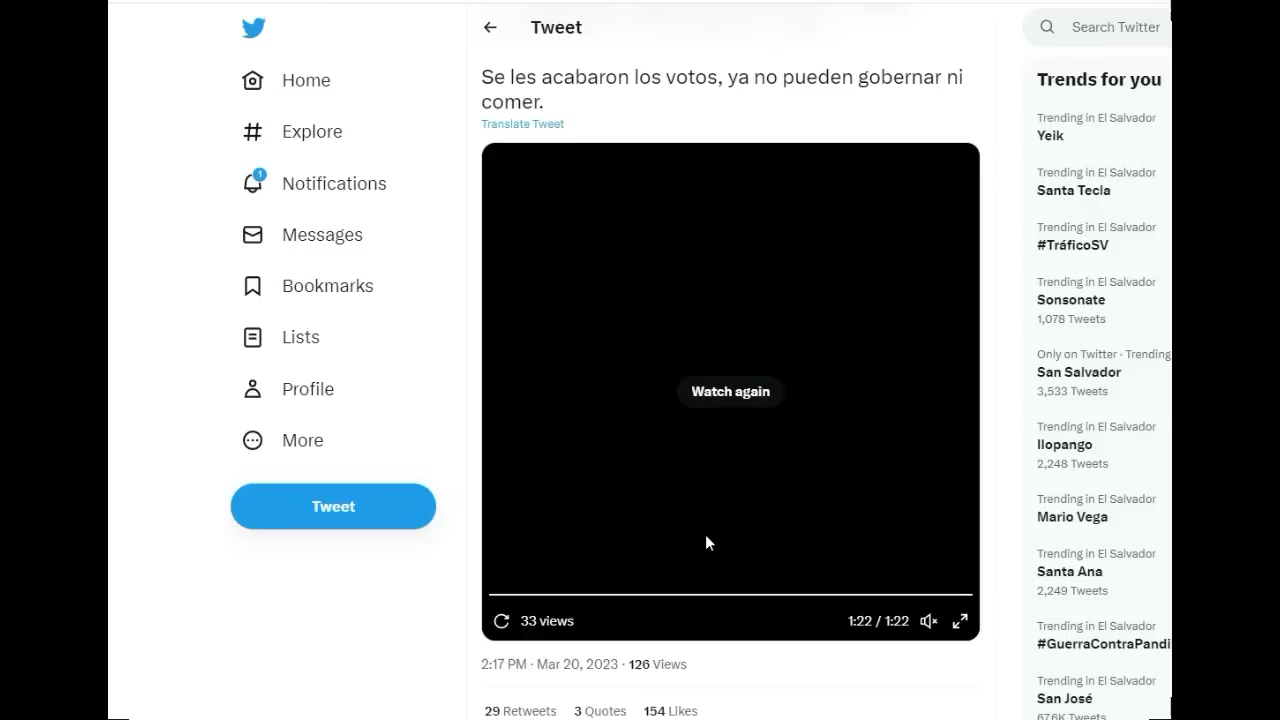 Home
Explore
Notifications
1
Messages
Bookmarks
Lists
Profile
More
Tweet
Tweet
Se les acabaron los votos, ya no pueden gobernar ni
comer.
Translate Tweet
Watch again
33 views
1:22 / 1:22
2:17 PM · Mar 20, 2023 · 126 Views
29 Retweets 3 Quotes 154 Likes
Search Twitter
Trends for you
Trending in El Salvador
Yeik
Trending in El Salvador
Santa Tecla
Trending in El Salvador
#TráficoSV
Trending in El Salvador
Sonsonate
1,078 Tweets
Only on Twitter · Trending
San Salvador
3,533 Tweets
Trending in El Salvador
Ilopango
2,248 Tweets
Trending in El Salvador
Mario Vega
Trending in El Salvador
Santa Ana
2,249 Tweets
Trending in El Salvador
#GuerraContraPandi
Trending in El Salvador
San José
Tweets